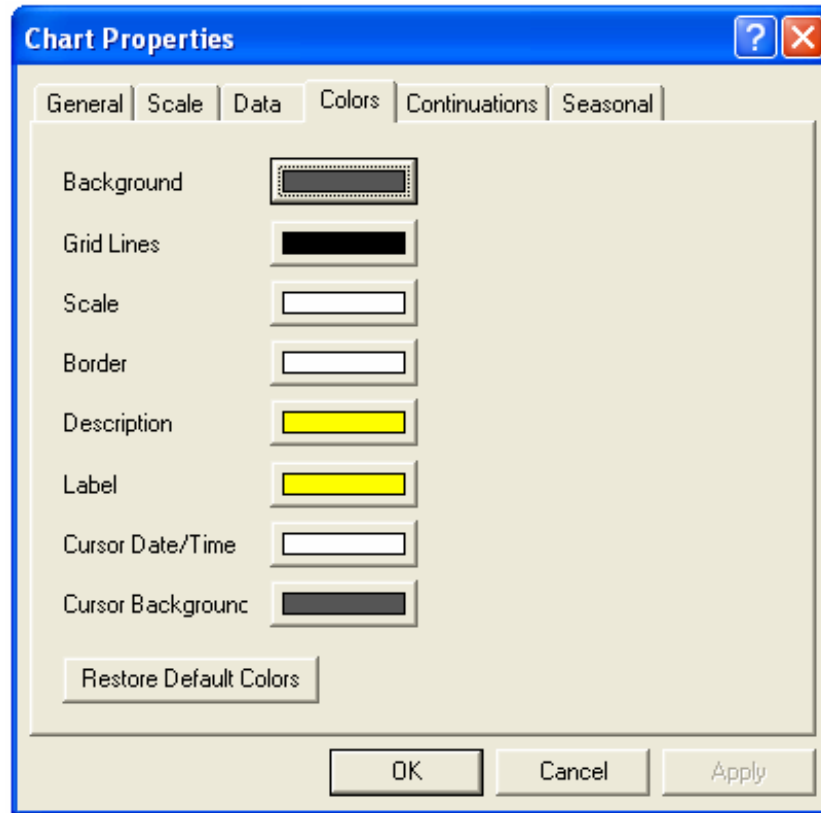 Chart Properties
General Scale Data Colors Continuations Seasonal
Background
Grid Lines
Scale
Border
Description
Label
Cursor Date/Time
Cursor Backgrounc
Restore Default Colors
OK Cancel Apply